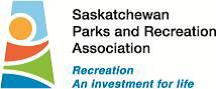 Saskatchewan
Parks and Recreation
Association
Recreation
An investment for life